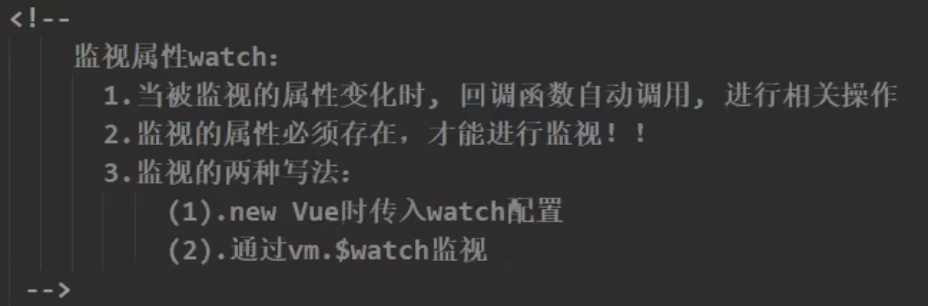 <!--
监视属性watch：
1.当被监视的属性变化时, 回调函数自动调用, 进行相关操作
2.监视的属性必须存在，才能进行监视！！
3.监视的两种写法：
(1).new Vue时传入watch配置
(2).通过vm.$watch监视
-->